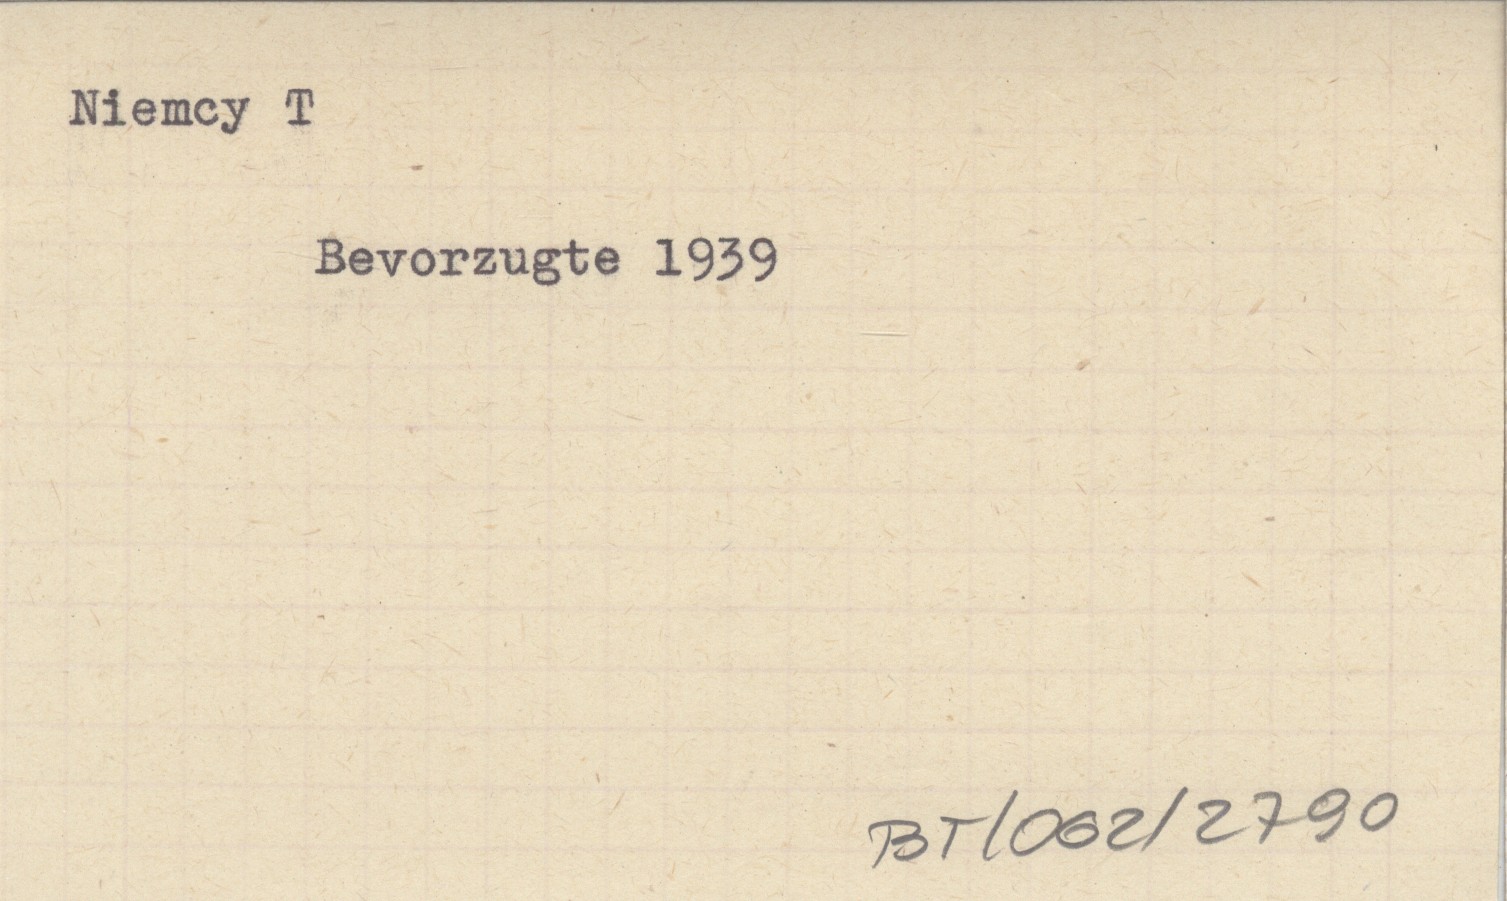 Niemcy T
Bevorzugte 1939
BT/062/2790